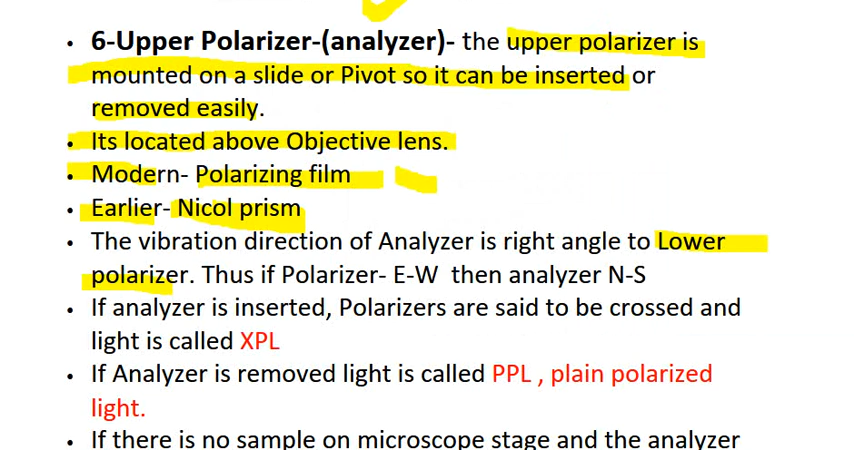 • 6-Upper Polarizer-(analyzer)- the upper polarizer is
mounted on a slide or Pivot so it can be inserted or
removed easily.
• Its located above Objective lens.
• Modern- Polarizing film
• Earlier- Nicol prism
• The vibration direction of Analyzer is right angle to Lower
polarizer. Thus if Polarizer- E-W then analyzer N-S
• If analyzer is inserted, Polarizers are said to be crossed and
light is called XPL
• If Analyzer is removed light is called PPL , plain polarized
light.
• If there is no sample on microscope stage and the analyzer